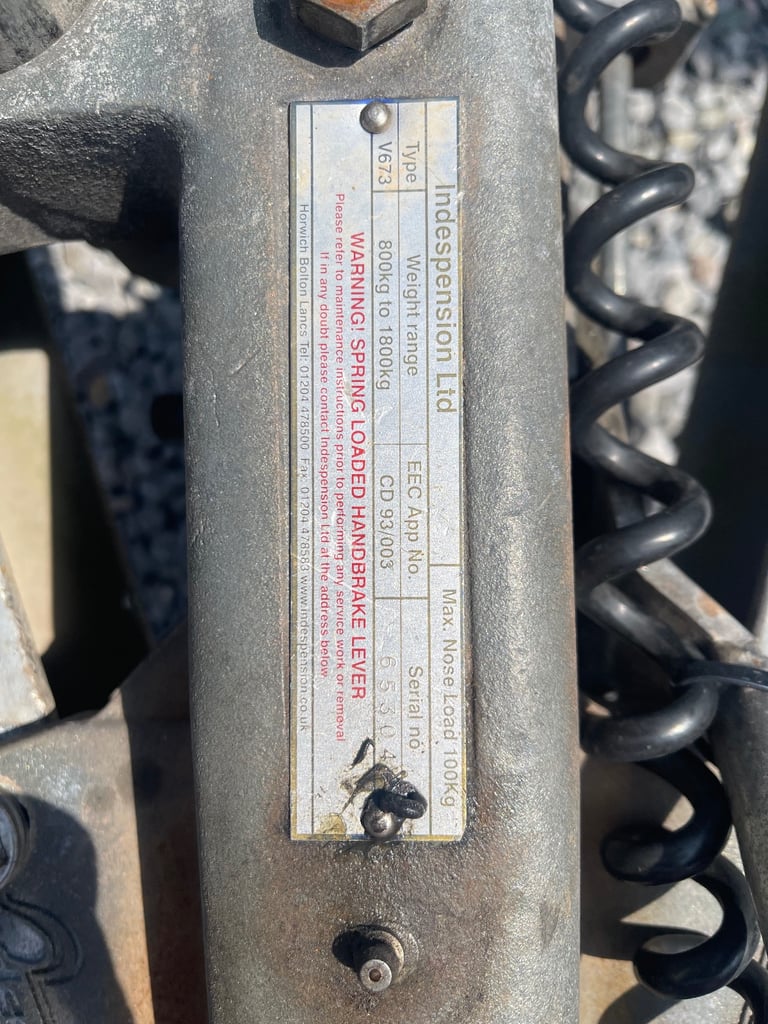 Indespension Ltd
Max. Nose Load 100Kg
Type Weight range EEC App No. Serial no
V673 800kg to 1800kg CD 93/003 65304
WARNING! SPRING LOADED HANDBRAKE LEVER
Please refer to maintenance instructions prior to performing any service work or removal
If in any doubt please contact Indespension Ltd at the address below
Horwich Bolton Lancs Tel: 01204 478500 Fax: 01204 478583 www.indespension.co.uk